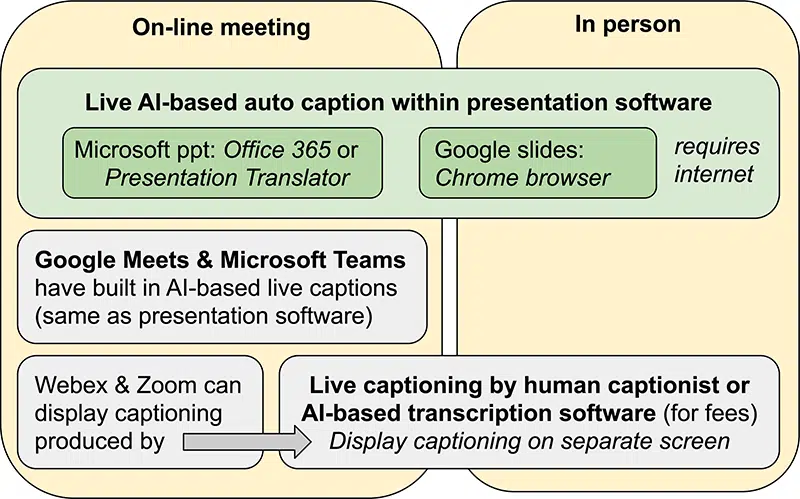 On-line meeting
In person
Live AI-based auto caption within presentation software
Microsoft ppt: Office 365 or
Presentation Translator
Google slides:
Chrome browser
requires
internet
Google Meets & Microsoft Teams
have built in AI-based live captions
(same as presentation software)
Webex & Zoom can
display captioning
produced by
Live captioning by human captionist or
AI-based transcription software (for fees)
Display captioning on separate screen